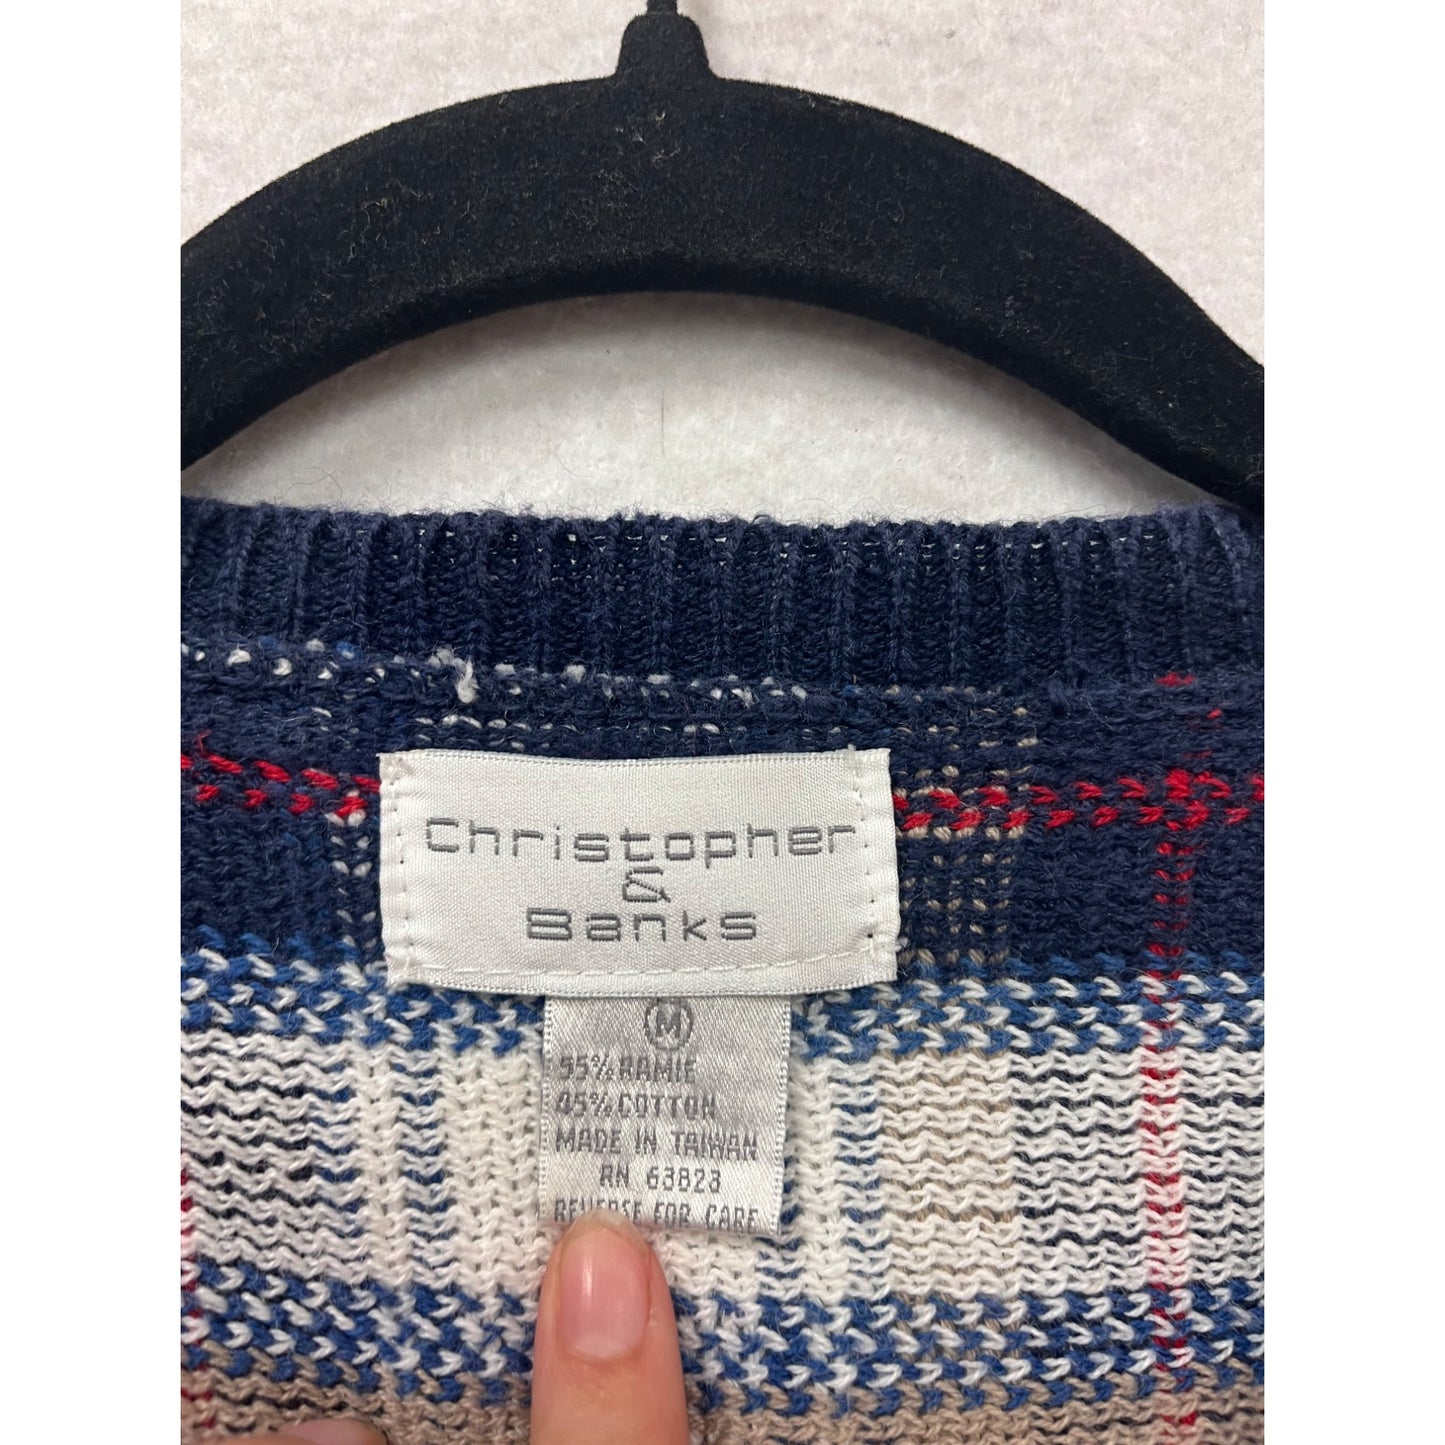 Christopher
&
Banks
M
55% RAMIE
45% COTTON
MADE IN TAIWAN
RN 63823
REVERSE FOR CARE